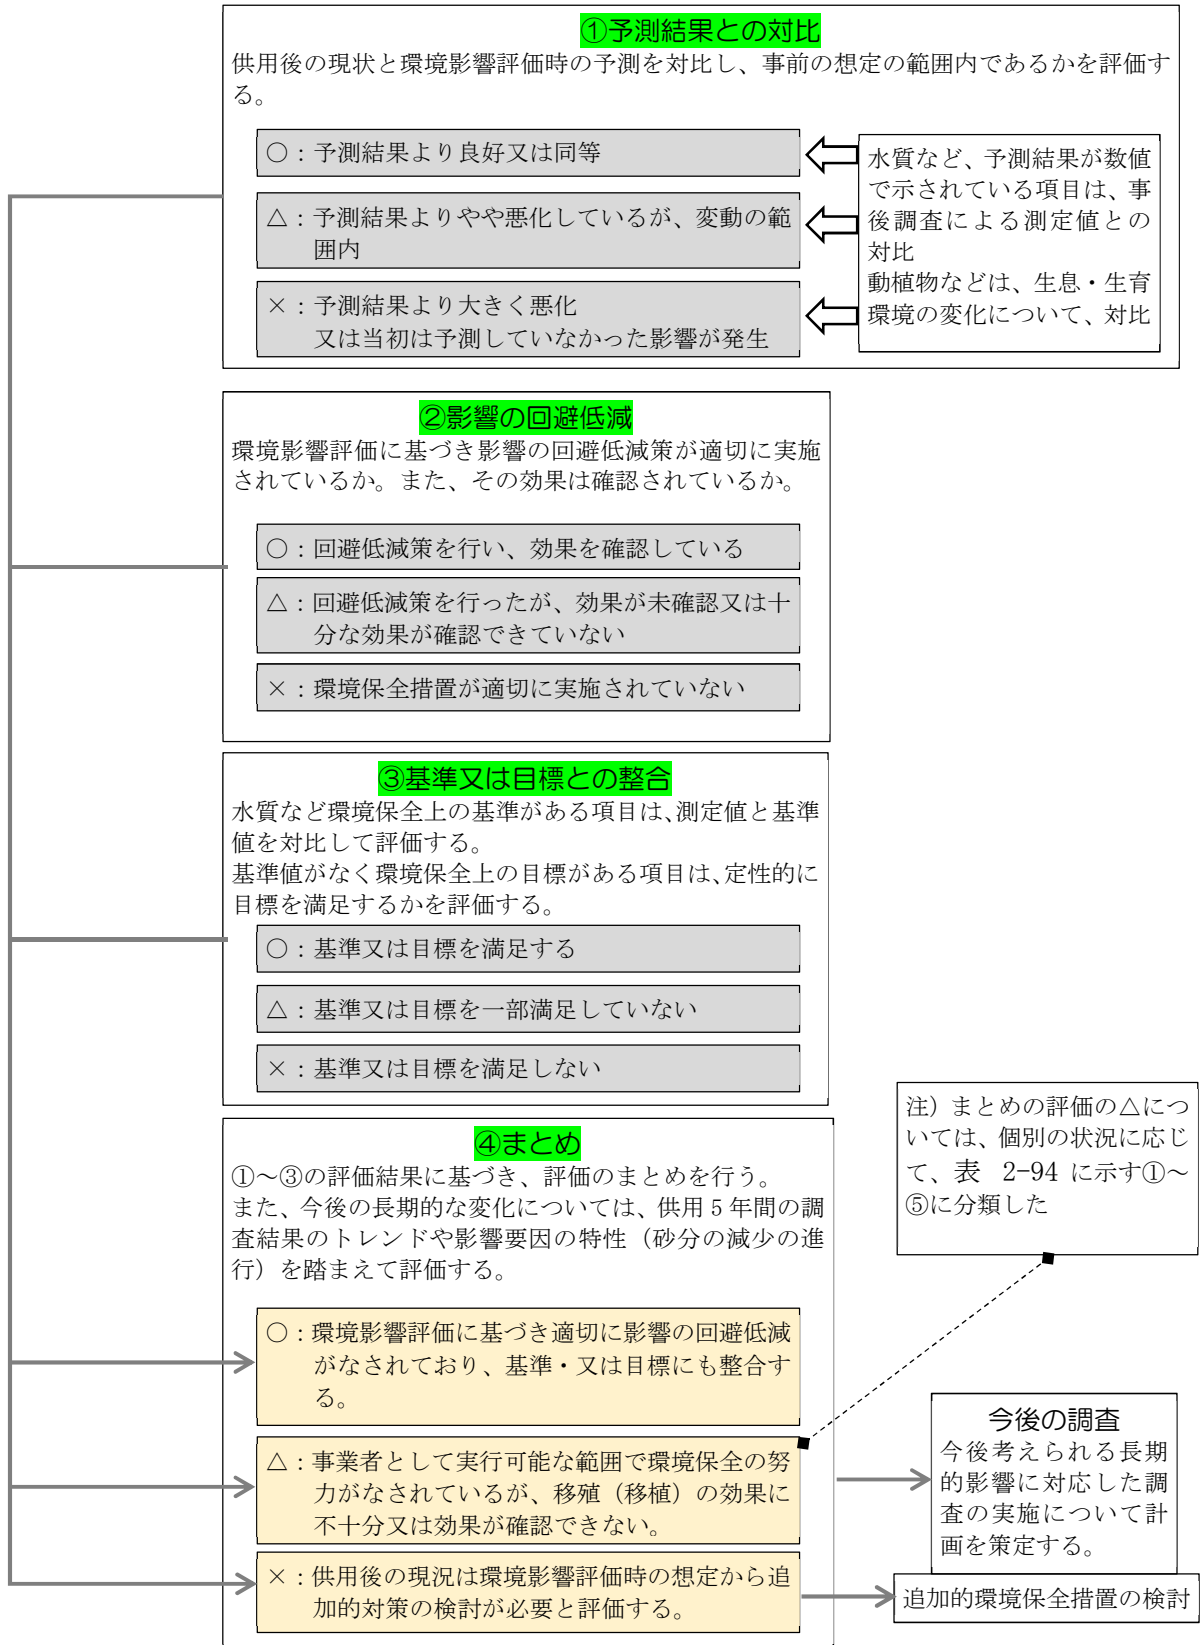 ①予測結果との対比
供用後の現状と環境影響評価時の予測を対比し、事前の想定の範囲内であるかを評価す
る。
○：予測結果より良好又は同等
△：予測結果よりやや悪化しているが、変動の範
囲内
×：予測結果より大きく悪化
又は当初は予測していなかった影響が発生
水質など、予測結果が数値
で示されている項目は、事
後調査による測定値との
対比
動植物などは、生息・生育
環境の変化について、対比
②影響の回避低減
環境影響評価に基づき影響の回避低減策が適切に実施
されているか。また、その効果は確認されているか。
○：回避低減策を行い、効果を確認している
△：回避低減策を行ったが、効果が未確認又は十
分な効果が確認できていない
×：環境保全措置が適切に実施されていない
③基準又は目標との整合
水質など環境保全上の基準がある項目は、測定値と基準
値を対比して評価する。
基準値がなく環境保全上の目標がある項目は、定性的に
目標を満足するかを評価する。
○：基準又は目標を満足する
△：基準又は目標を一部満足していない
×：基準又は目標を満足しない
注）まとめの評価の△につ
いては、個別の状況に応じ
て、表 2-94 に示す①～
⑤に分類した
④まとめ
①～③の評価結果に基づき、評価のまとめを行う。
また、今後の長期的な変化については、供用 5 年間の調
査結果のトレンドや影響要因の特性（砂分の減少の進
行）を踏まえて評価する。
○：環境影響評価に基づき適切に影響の回避低減
がなされており、基準・又は目標にも整合す
る。
△：事業者として実行可能な範囲で環境保全の努
力がなされているが、移殖（移植）の効果に
不十分又は効果が確認できない。
×：供用後の現況は環境影響評価時の想定から追
加的対策の検討が必要と評価する。
今後の調査
今後考えられる長期
的影響に対応した調
査の実施について計
画を策定する。
追加的環境保全措置の検討